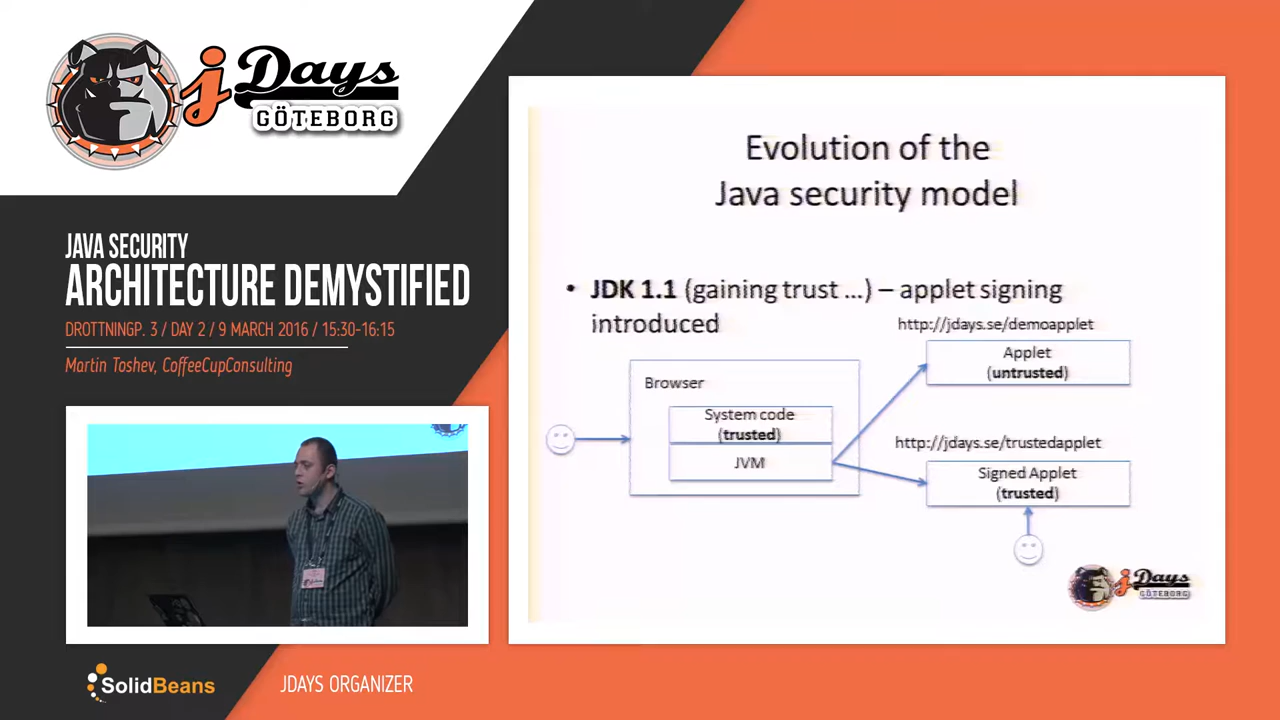 jDays
GÖTEBORG
JAVA SECURITY
ARCHITECTURE DEMYSTIFIED
DROTTNINGP. 3 / DAY 2 / 9 MARCH 2016 / 15:30-16:15
Martin Toshev, CoffeeCupConsulting
SolidBeans
JDAYS ORGANIZER
Evolution of the
Java security model
• JDK 1.1 (gaining trust ...) – applet signing
introduced
http://jdays.se/demoapplet
Applet
(untrusted)
Browser
System code
(trusted)
JVM
http://jdays.se/trustedapplet
Signed Applet
(trusted)
jDays
GÖTEBORG